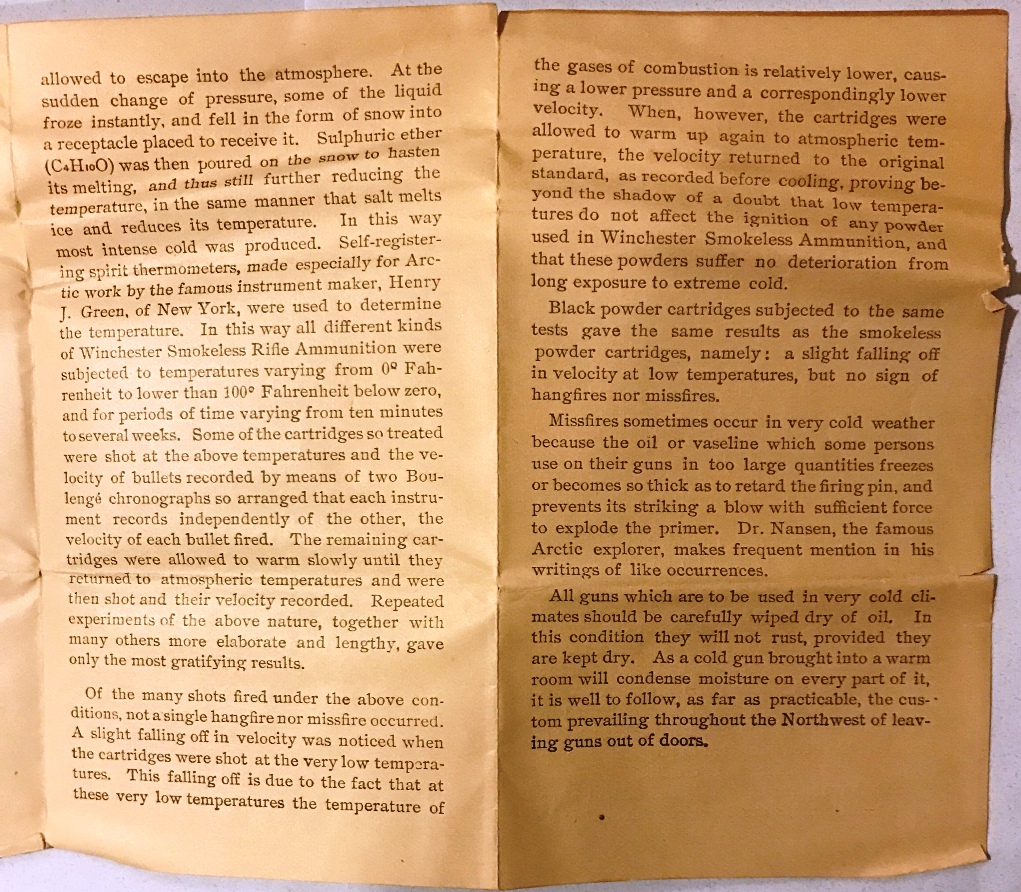 allowed to escape into the atmosphere. At the
sudden change of pressure, some of the liquid
froze instantly, and fell in the form of snow into
a receptacle placed to receive it. Sulphuric ether
(C₄H₁₀O) was then poured on the snow to hasten
its melting, and thus still further reducing the
temperature, in the same manner that salt melts
ice and reduces its temperature. In this way
most intense cold was produced. Self-register-
ing spirit thermometers, made especially for Arc-
tic work by the famous instrument maker, Henry
J. Green, of New York, were used to determine
the temperature. In this way all different kinds
of Winchester Smokeless Rifle Ammunition were
subjected to temperatures varying from 0º Fah-
renheit to lower than 100º Fahrenheit below zero,
and for periods of time varying from ten minutes
to several weeks. Some of the cartridges so treated
were shot at the above temperatures and the ve-
locity of bullets recorded by means of two Bou-
lengé chronographs so arranged that each instru-
ment records independently of the other, the
velocity of each bullet fired. The remaining car-
tridges were allowed to warm slowly until they
returned to atmospheric temperatures and were
then shot and their velocity recorded. Repeated
experiments of the above nature, together with
many others more elaborate and lengthy, gave
only the most gratifying results.
Of the many shots fired under the above con-
ditions, not a single hangfire nor missfire occurred.
A slight falling off in velocity was noticed when
the cartridges were shot at the very low tempera-
tures. This falling off is due to the fact that at
these very low temperatures the temperature of
the gases of combustion is relatively lower, caus-
ing a lower pressure and a correspondingly lower
velocity. When, however, the cartridges were
allowed to warm up again to atmospheric tem-
perature, the velocity returned to the original
standard, as recorded before cooling, proving be-
yond the shadow of a doubt that low tempera-
tures do not affect the ignition of any powder
used in Winchester Smokeless Ammunition, and
that these powders suffer no deterioration from
long exposure to extreme cold.
Black powder cartridges subjected to the same
tests gave the same results as the smokeless
powder cartridges, namely: a slight falling off
in velocity at low temperatures, but no sign of
hangfires nor missfires.
Missfires sometimes occur in very cold weather
because the oil or vaseline which some persons
use on their guns in too large quantities freezes
or becomes so thick as to retard the firing pin, and
prevents its striking a blow with sufficient force
to explode the primer. Dr. Nansen, the famous
Arctic explorer, makes frequent mention in his
writings of like occurrences.
All guns which are to be used in very cold cli-
mates should be carefully wiped dry of oil. In
this condition they will not rust, provided they
are kept dry. As a cold gun brought into a warm
room will condense moisture on every part of it,
it is well to follow, as far as practicable, the cus-
tom prevailing throughout the Northwest of leav-
ing guns out of doors.